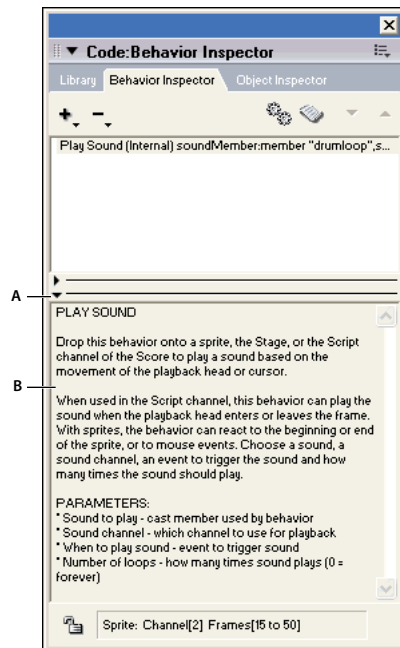 Code:Behavior Inspector
Library Behavior Inspector Object Inspector
Play Sound (Internal) soundMember:member "drumloop",s...
A
PLAY SOUND
Drop this behavior onto a sprite, the Stage, or the Script
channel of the Score to play a sound based on the
movement of the playback head or cursor.
B
When used in the Script channel, this behavior can play the
sound when the playback head enters or leaves the frame.
With sprites, the behavior can react to the beginning or end
of the sprite, or to mouse events. Choose a sound, a
sound channel, an event to trigger the sound and how
many times the sound should play.
PARAMETERS:
* Sound to play - cast member used by behavior
* Sound channel - which channel to use for playback
* When to play sound - event to trigger sound
* Number of loops - how many times sound plays (0 =
forever)
Sprite: Channel[2] Frames[15 to 50]